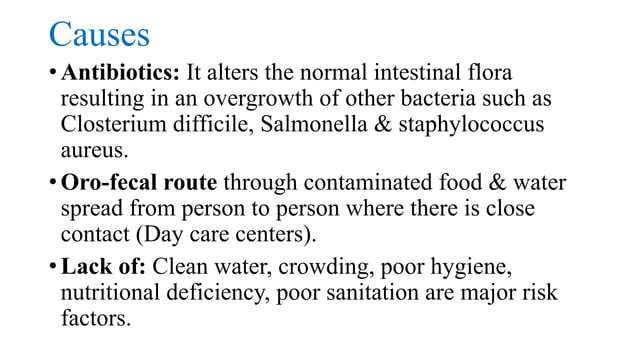 Causes
• Antibiotics: It alters the normal intestinal flora
resulting in an overgrowth of other bacteria such as
Closterium difficile, Salmonella & staphylococcus
aureus.
• Oro-fecal route through contaminated food & water
spread from person to person where there is close
contact (Day care centers).
• Lack of: Clean water, crowding, poor hygiene,
nutritional deficiency, poor sanitation are major risk
factors.